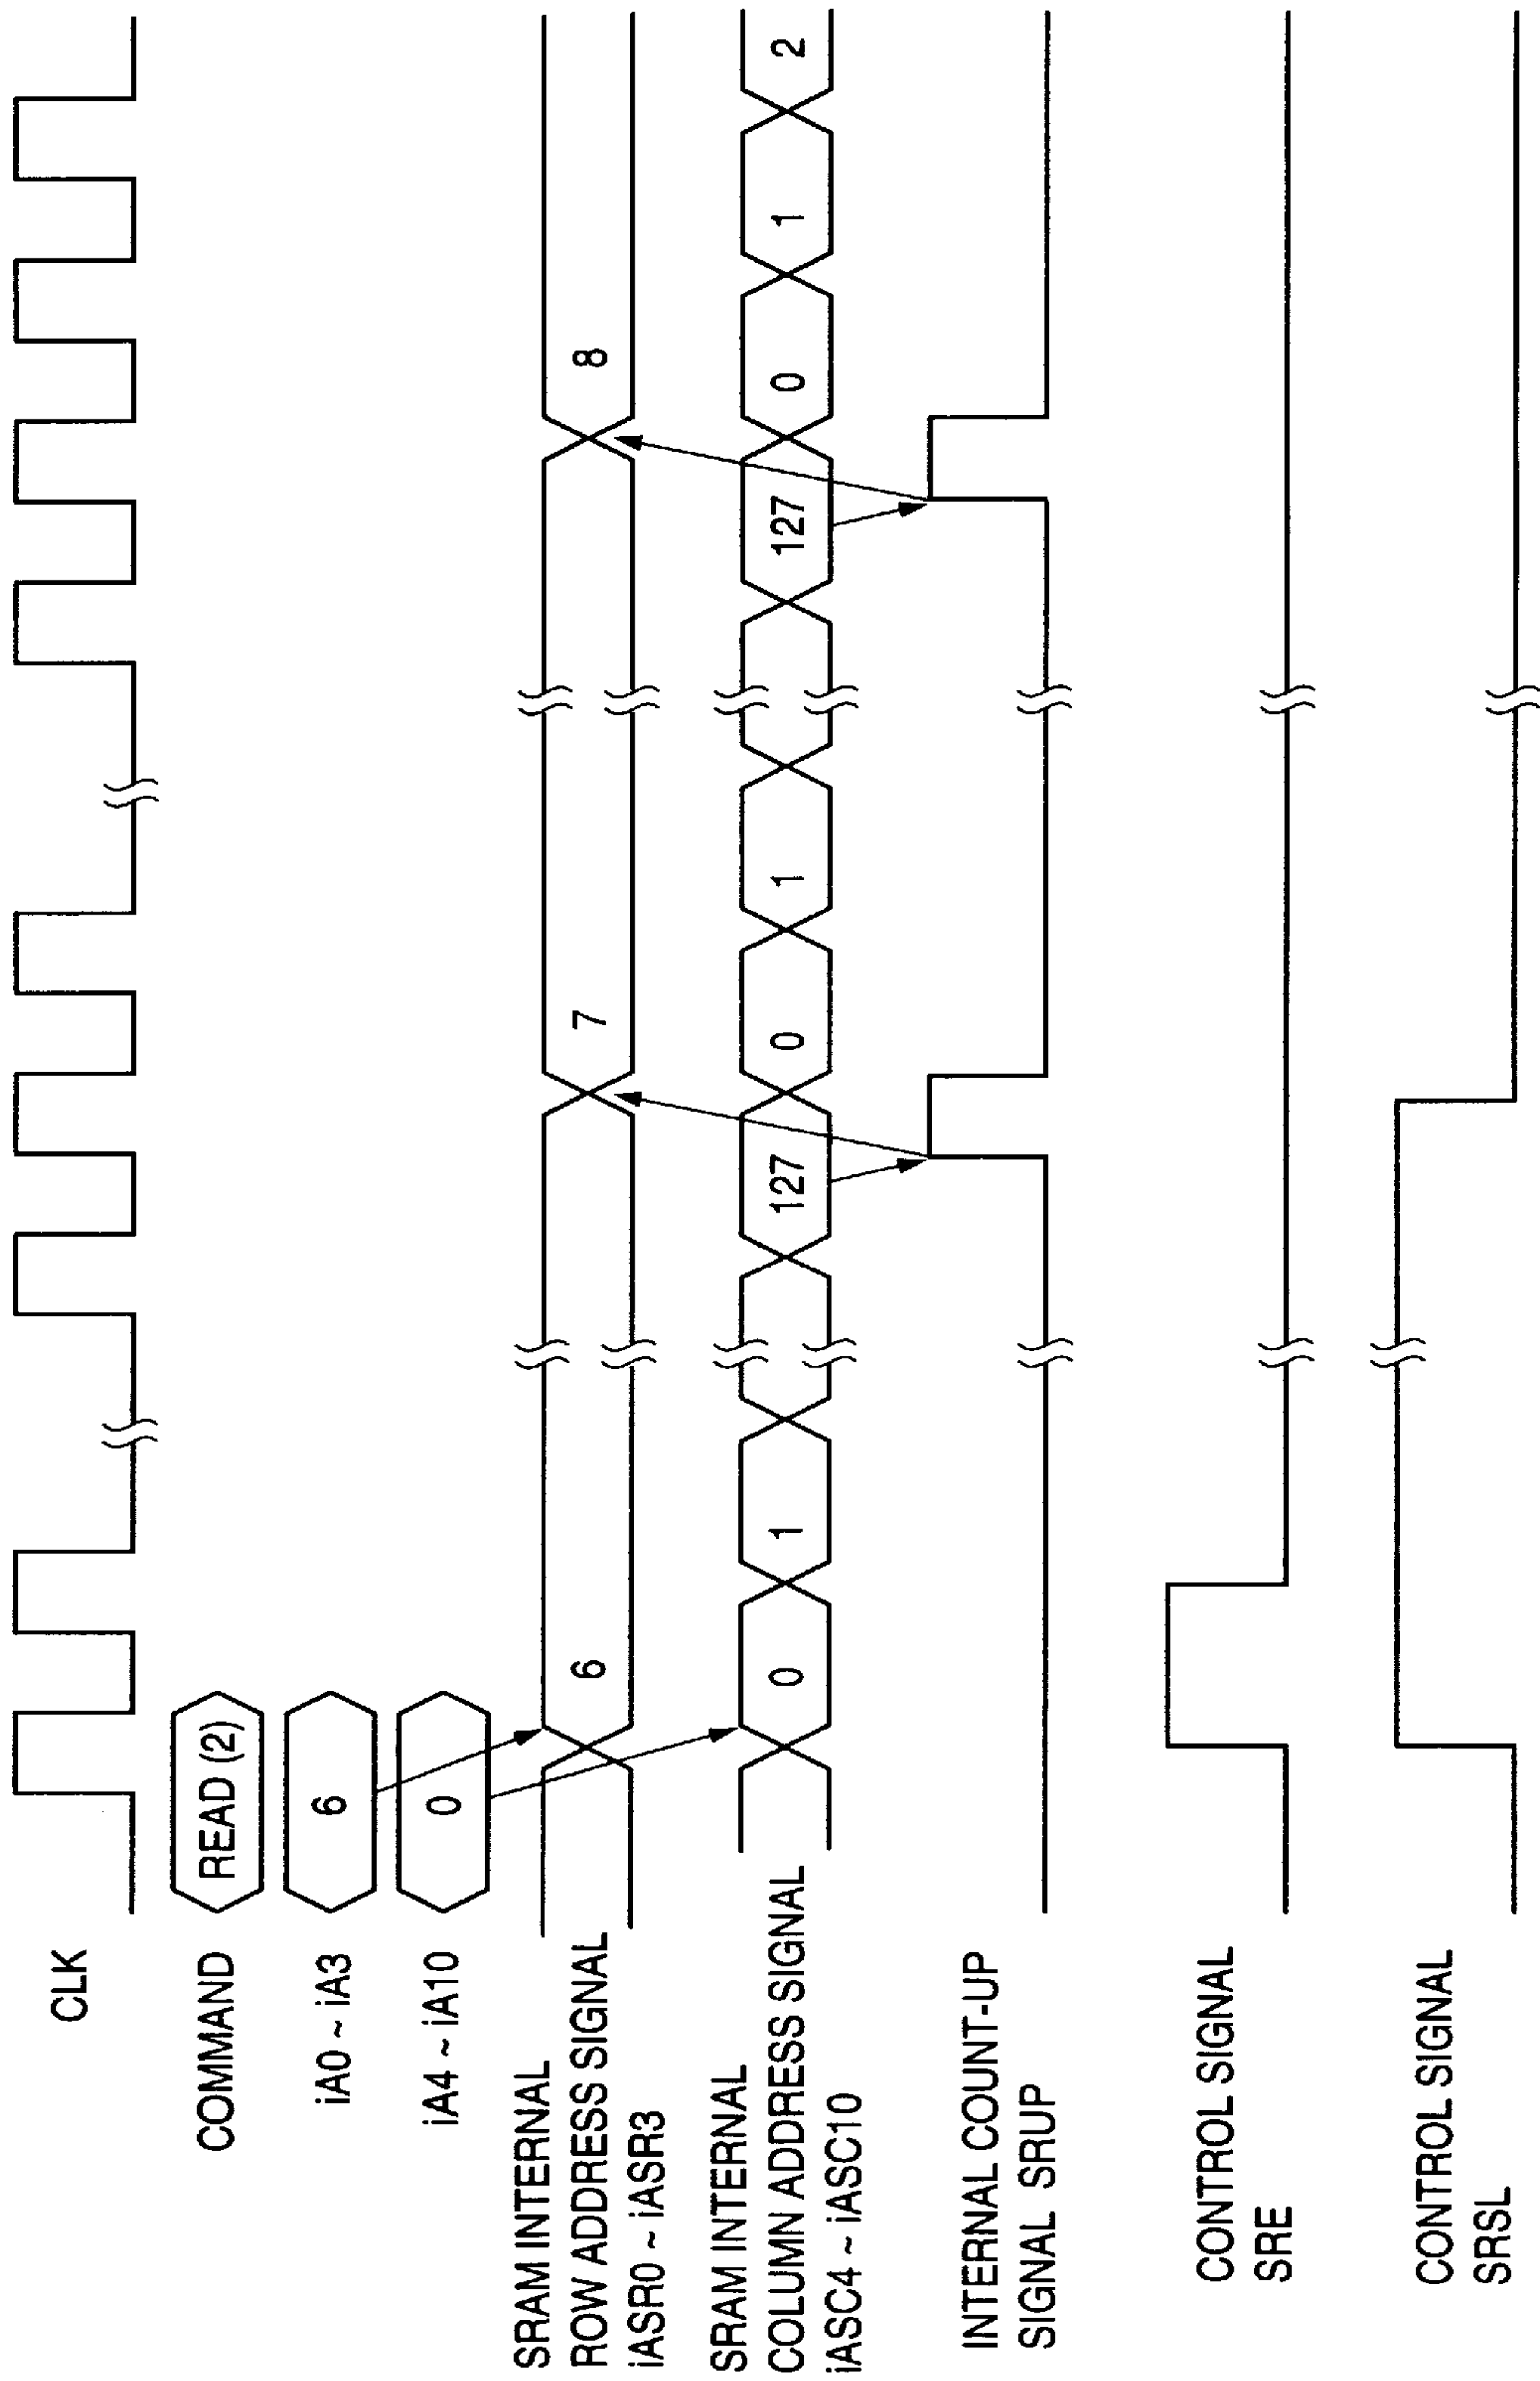 CLK
COMMAND
READ (2)
iA0 ~ iA3
6
iA4 ~ iA10
0
SRAM INTERNAL
ROW ADDRESS SIGNAL
iASR0 ~ iASR3
6
7
8
SRAM INTERNAL
COLUMN ADDRESS SIGNAL
iASC4 ~ iASC10
0
1
127
0
1
127
0
1
2
INTERNAL COUNT-UP
SIGNAL SRUP
CONTROL SIGNAL
SRE
CONTROL SIGNAL
SRSL